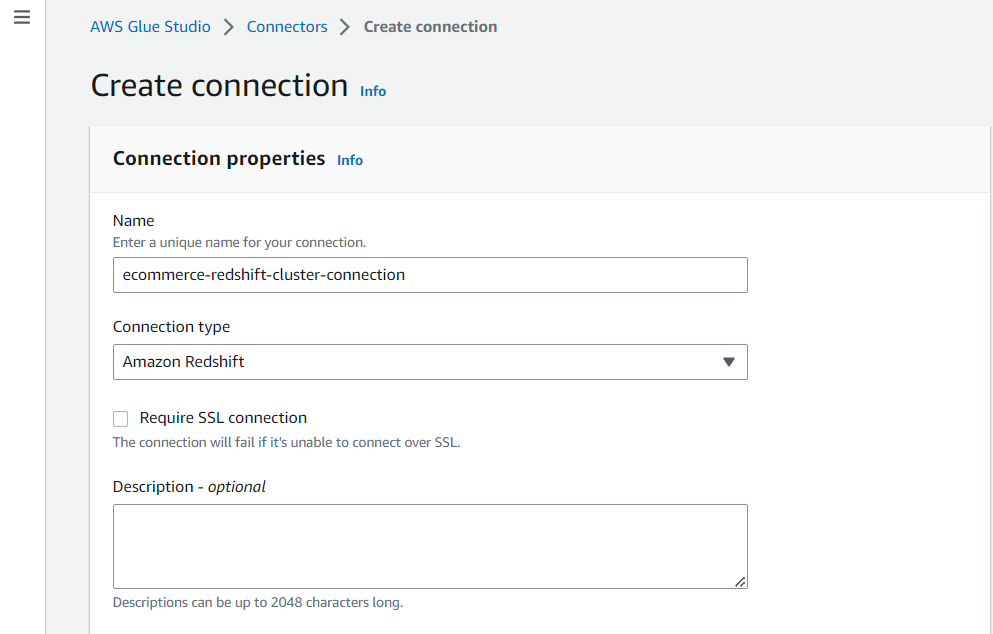 AWS Glue Studio > Connectors > Create connection
Create connection Info
Connection properties Info
Name
Enter a unique name for your connection.
ecommerce-redshift-cluster-connection
Connection type
Amazon Redshift
Require SSL connection
The connection will fail if it's unable to connect over SSL.
Description - optional
Descriptions can be up to 2048 characters long.